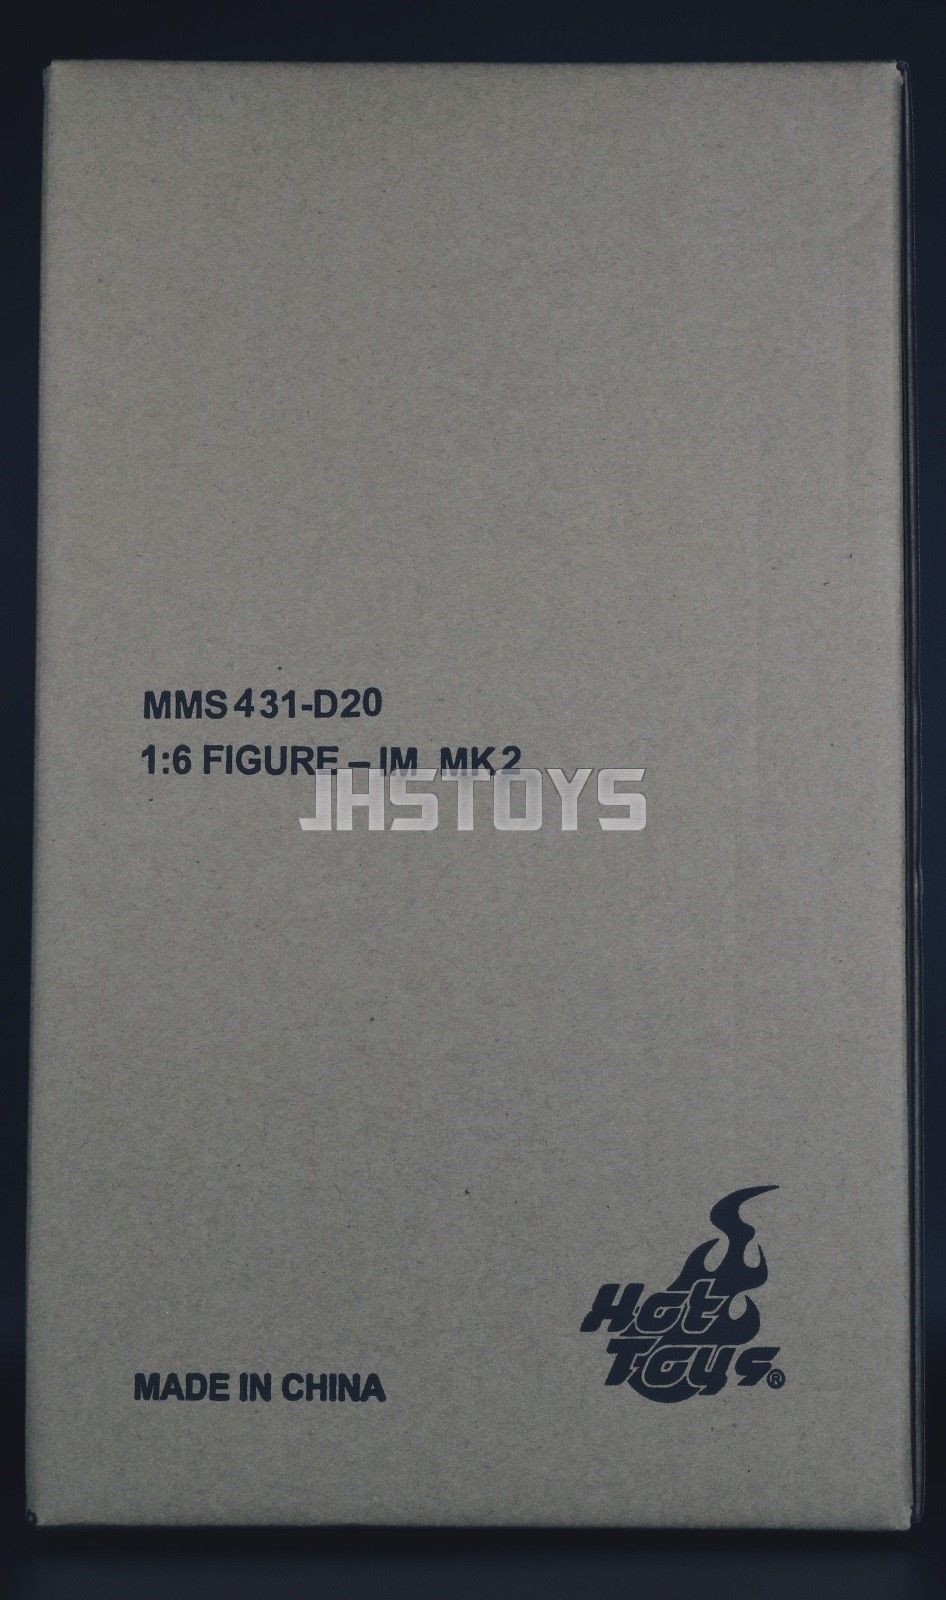 MMS431-D20
1:6 FIGURE – IM MK2
JHSTOYS
Hot
Toys®
MADE IN CHINA